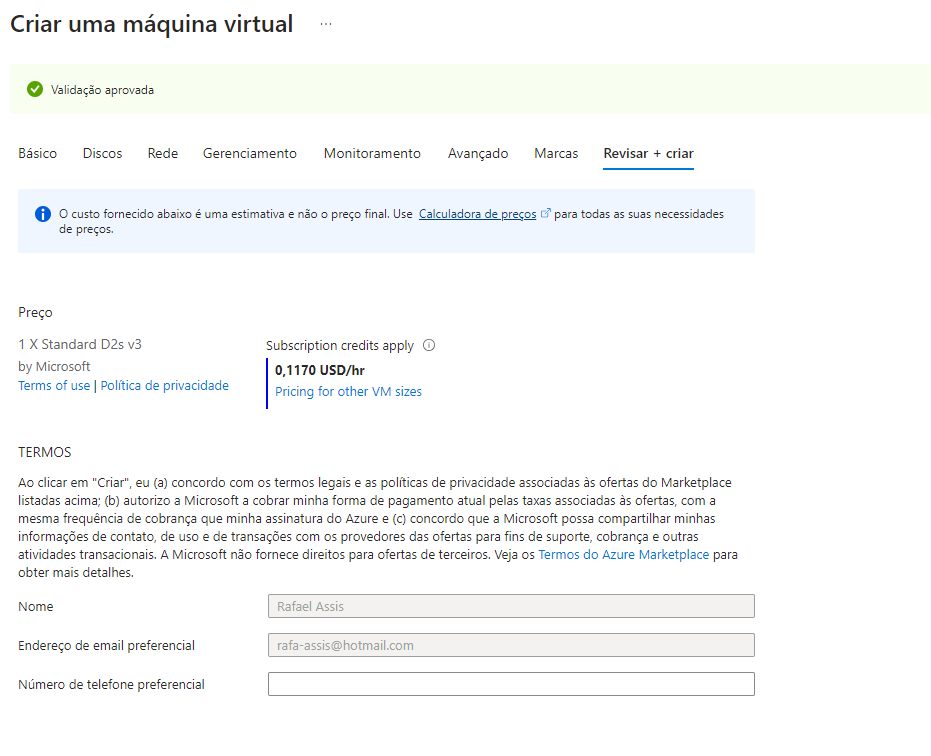 Criar uma máquina virtual ...
Validação aprovada
Básico Discos Rede Gerenciamento Monitoramento Avançado Marcas Revisar + criar
O custo fornecido abaixo é uma estimativa e não o preço final. Use Calculadora de preços para todas as suas necessidades
de preços.
Preço
1 X Standard D2s v3
by Microsoft
Terms of use | Política de privacidade
Subscription credits apply
0,1170 USD/hr
Pricing for other VM sizes
TERMOS
Ao clicar em "Criar", eu (a) concordo com os termos legais e as políticas de privacidade associadas às ofertas do Marketplace
listadas acima; (b) autorizo a Microsoft a cobrar minha forma de pagamento atual pelas taxas associadas às ofertas, com a
mesma frequência de cobrança que minha assinatura do Azure e (c) concordo que a Microsoft possa compartilhar minhas
informações de contato, de uso e de transações com os provedores das ofertas para fins de suporte, cobrança e outras
atividades transacionais. A Microsoft não fornece direitos para ofertas de terceiros. Veja os Termos do Azure Marketplace para
obter mais detalhes.
Nome
Rafael Assis
Endereço de email preferencial
rafa-assis@hotmail.com
Número de telefone preferencial